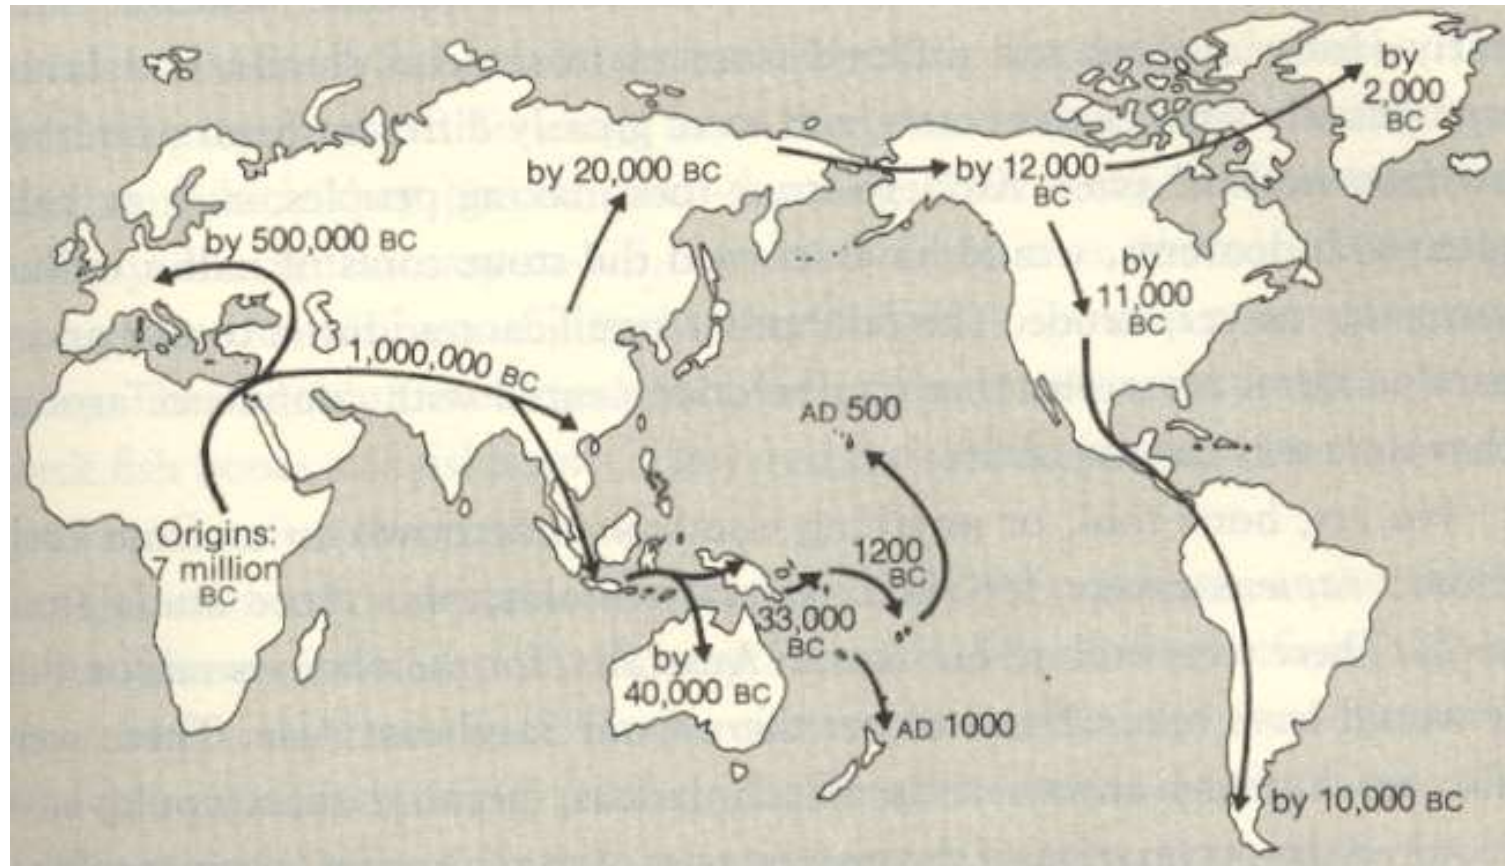 by
2,000
BC
by 20,000 BC
by 12,000
BC
by 500,000 BC
by
11,000
BC
1,000,000 BC
AD 500
Origins:
7 million
BC
1200
BC
33,000
BC
by
40,000 BC
AD 1000
by 10,000 BC